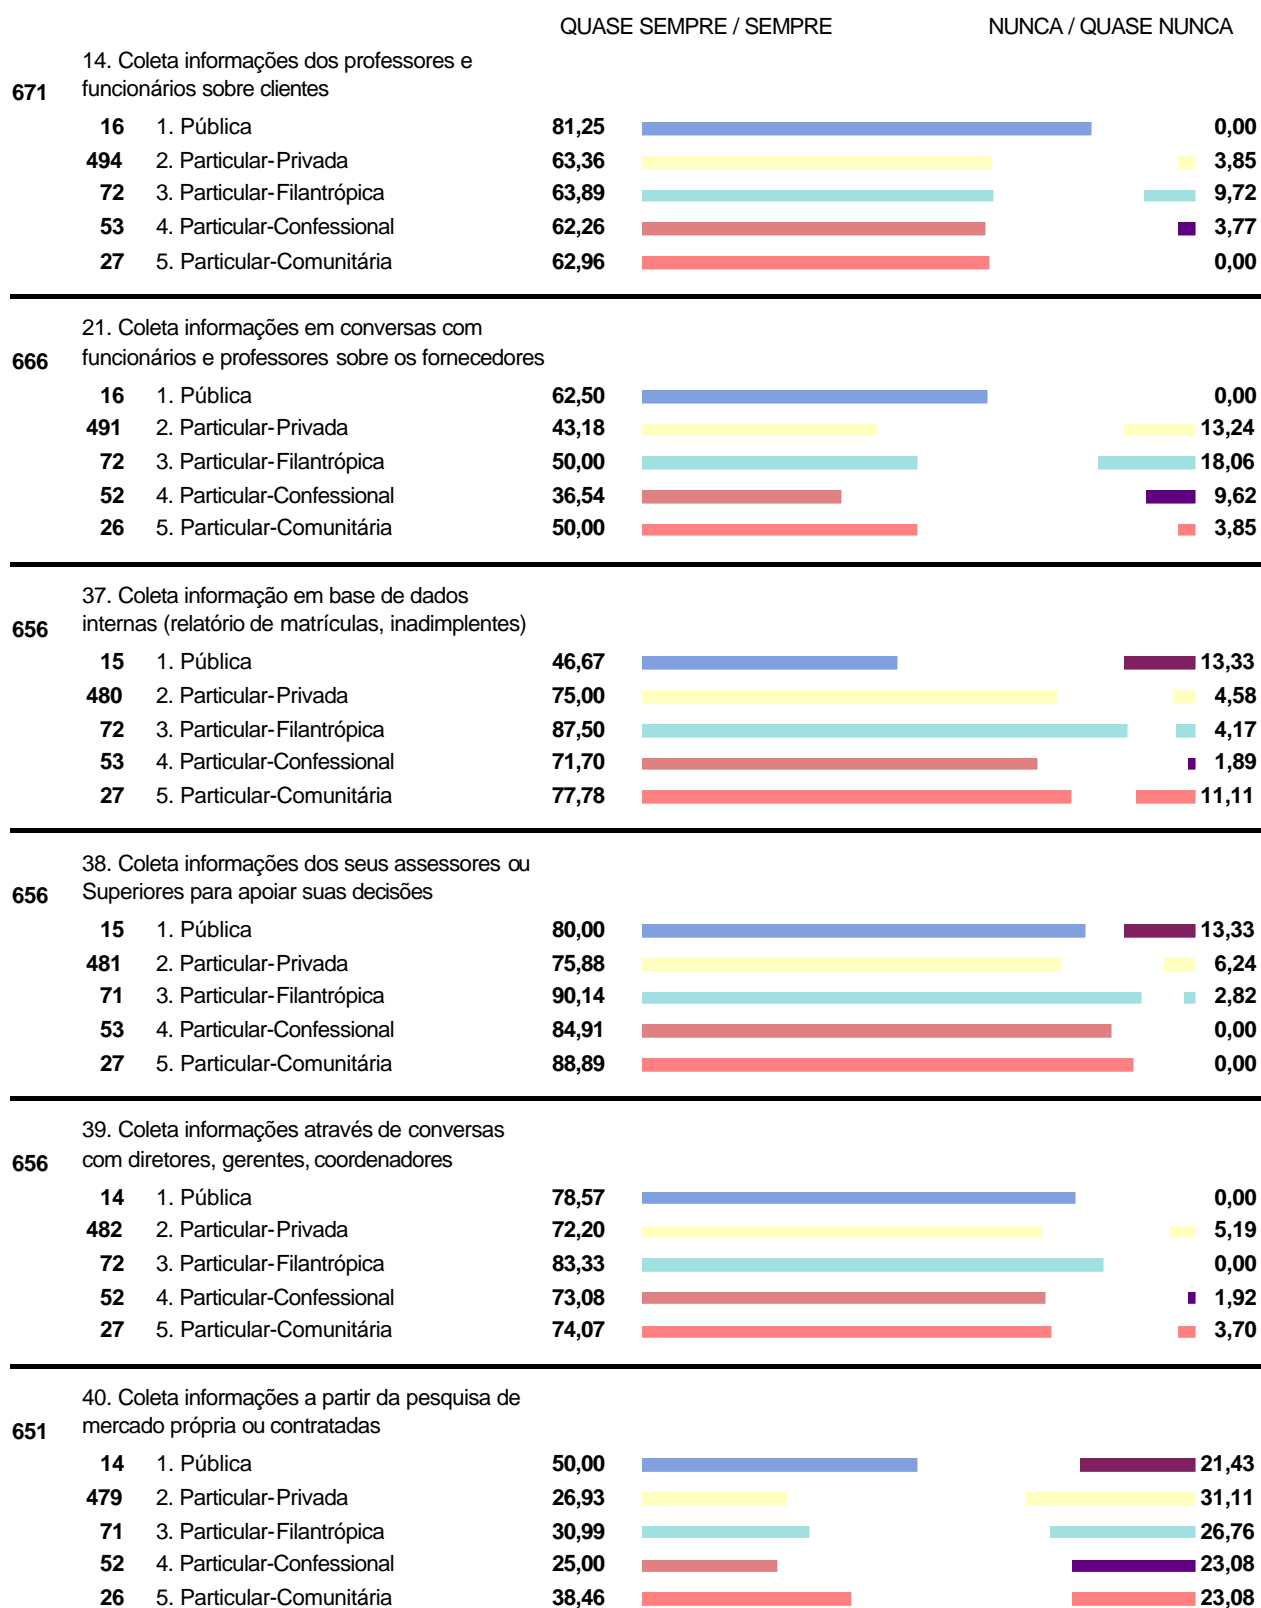 QUASE SEMPRE / SEMPRE NUNCA / QUASE NUNCA
14. Coleta informações dos professores e
671 funcionários sobre clientes
16 1. Pública 81,25 0,00
494 2. Particular-Privada 63,36 3,85
72 3. Particular-Filantrópica 63,89 9,72
53 4. Particular-Confessional 62,26 3,77
27 5. Particular-Comunitária 62,96 0,00
21. Coleta informações em conversas com
666 funcionários e professores sobre os fornecedores
16 1. Pública 62,50 0,00
491 2. Particular-Privada 43,18 13,24
72 3. Particular-Filantrópica 50,00 18,06
52 4. Particular-Confessional 36,54 9,62
26 5. Particular-Comunitária 50,00 3,85
37. Coleta informação em base de dados
656 internas (relatório de matrículas, inadimplentes)
15 1. Pública 46,67 13,33
480 2. Particular-Privada 75,00 4,58
72 3. Particular-Filantrópica 87,50 4,17
53 4. Particular-Confessional 71,70 1,89
27 5. Particular-Comunitária 77,78 11,11
38. Coleta informações dos seus assessores ou
656 Superiores para apoiar suas decisões
15 1. Pública 80,00 13,33
481 2. Particular-Privada 75,88 6,24
71 3. Particular-Filantrópica 90,14 2,82
53 4. Particular-Confessional 84,91 0,00
27 5. Particular-Comunitária 88,89 0,00
39. Coleta informações através de conversas
656 com diretores, gerentes, coordenadores
14 1. Pública 78,57 0,00
482 2. Particular-Privada 72,20 5,19
72 3. Particular-Filantrópica 83,33 0,00
52 4. Particular-Confessional 73,08 1,92
27 5. Particular-Comunitária 74,07 3,70
40. Coleta informações a partir da pesquisa de
651 mercado própria ou contratadas
14 1. Pública 50,00 21,43
479 2. Particular-Privada 26,93 31,11
71 3. Particular-Filantrópica 30,99 26,76
52 4. Particular-Confessional 25,00 23,08
26 5. Particular-Comunitária 38,46 23,08